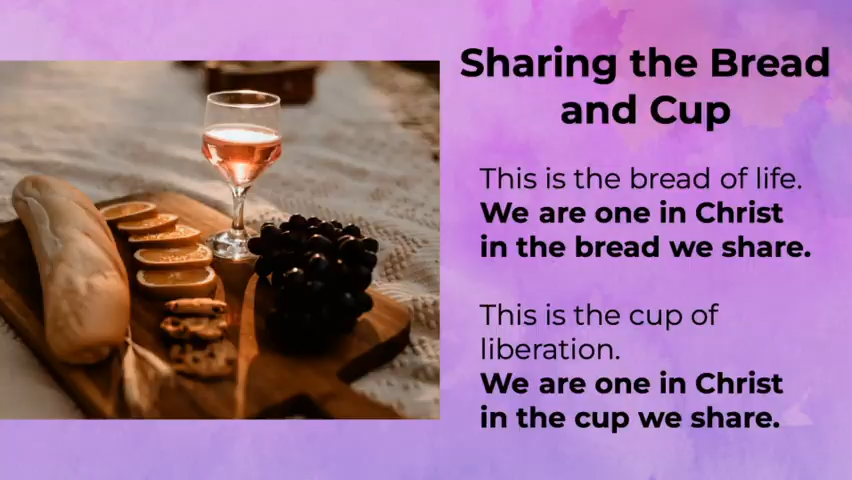 Sharing the Bread
and Cup
This is the bread of life.
We are one in Christ
in the bread we share.
This is the cup of
liberation.
We are one in Christ
in the cup we share.